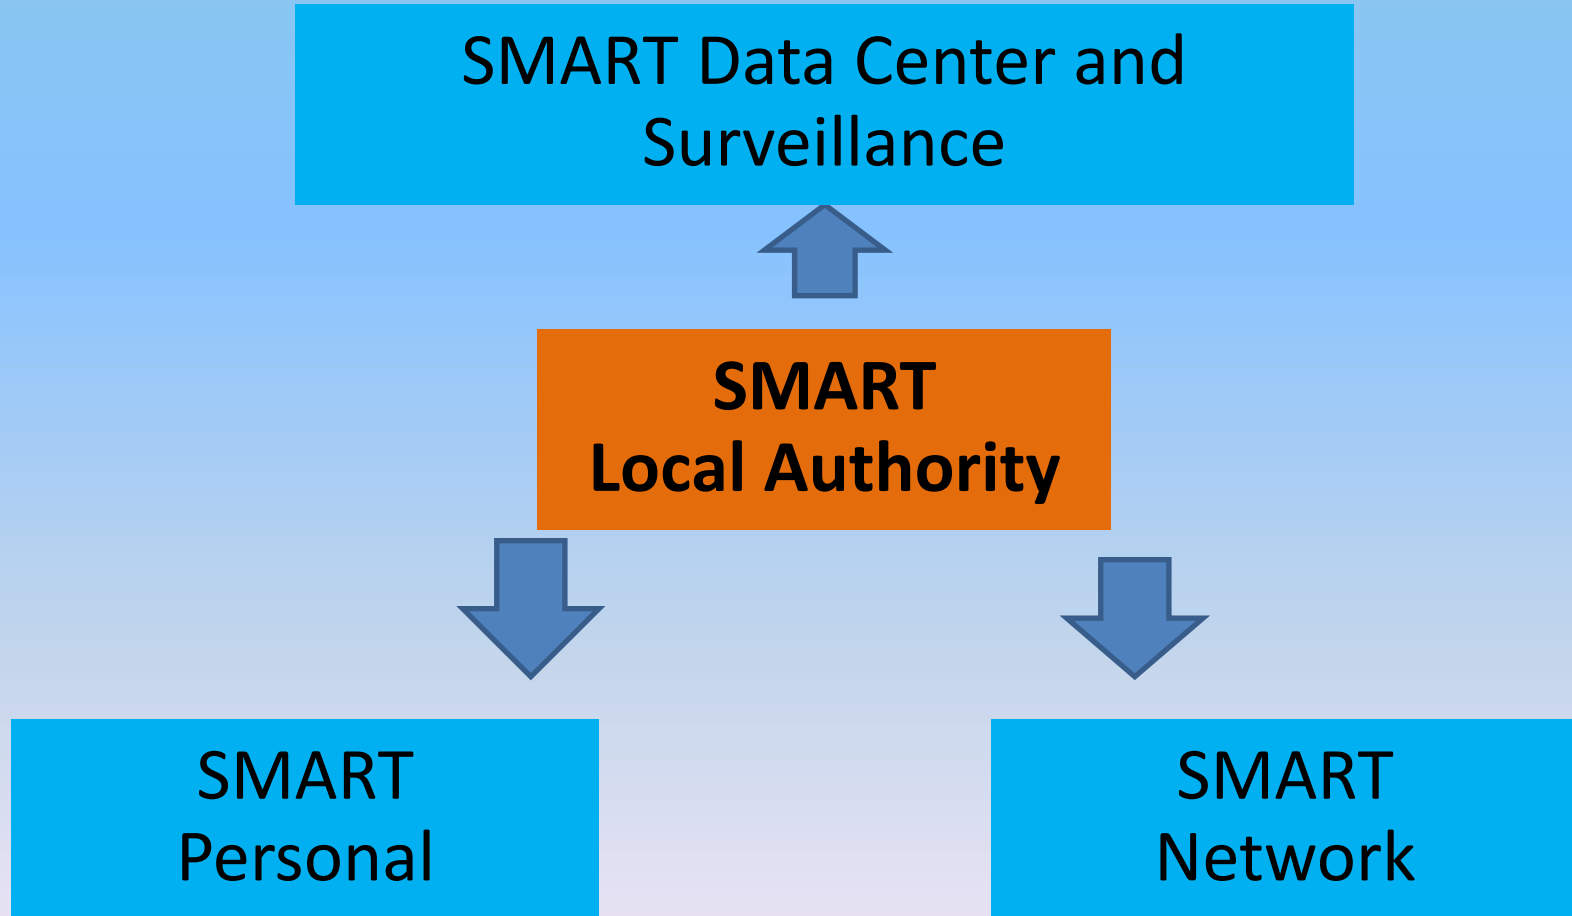 SMART Data Center and
Surveillance
SMART
Local Authority
SMART
Personal
SMART
Network